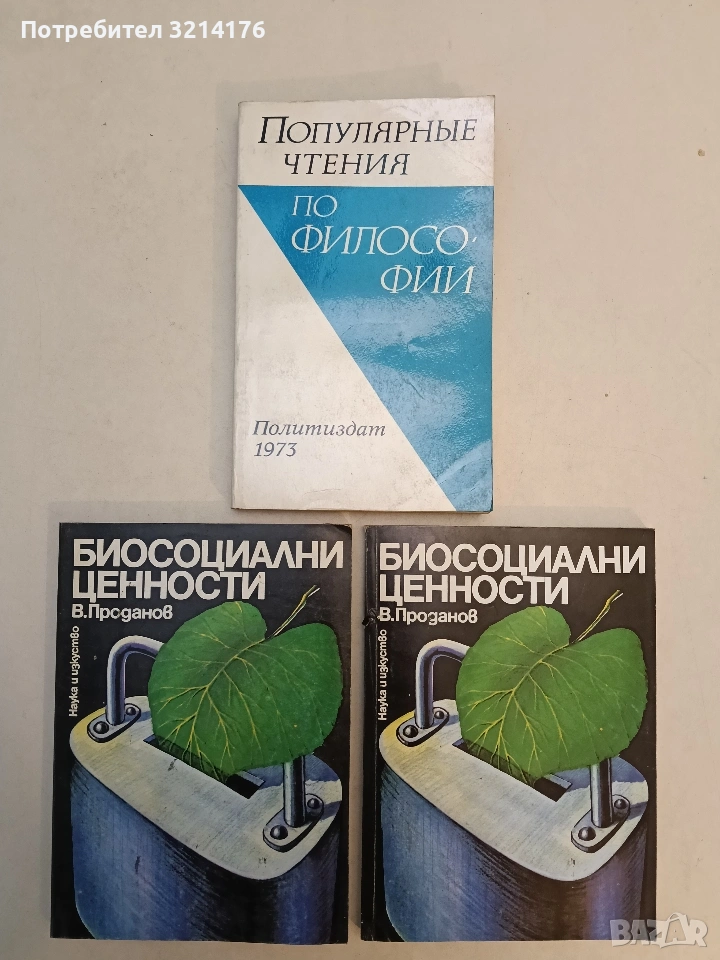 Потребител 3214176
ПОПУЛЯРНЫЕ
ЧТЕНИЯ
ПО
ФИЛОСО-
ФИИ
Политиздат
1973
БИОСОЦИАЛНИ
ЦЕННОСТИ
В.Проданов
Наука и изкуство
БИОСОЦИАЛНИ
ЦЕННОСТИ
В.Проданов
Наука и изкуство
BAZAR